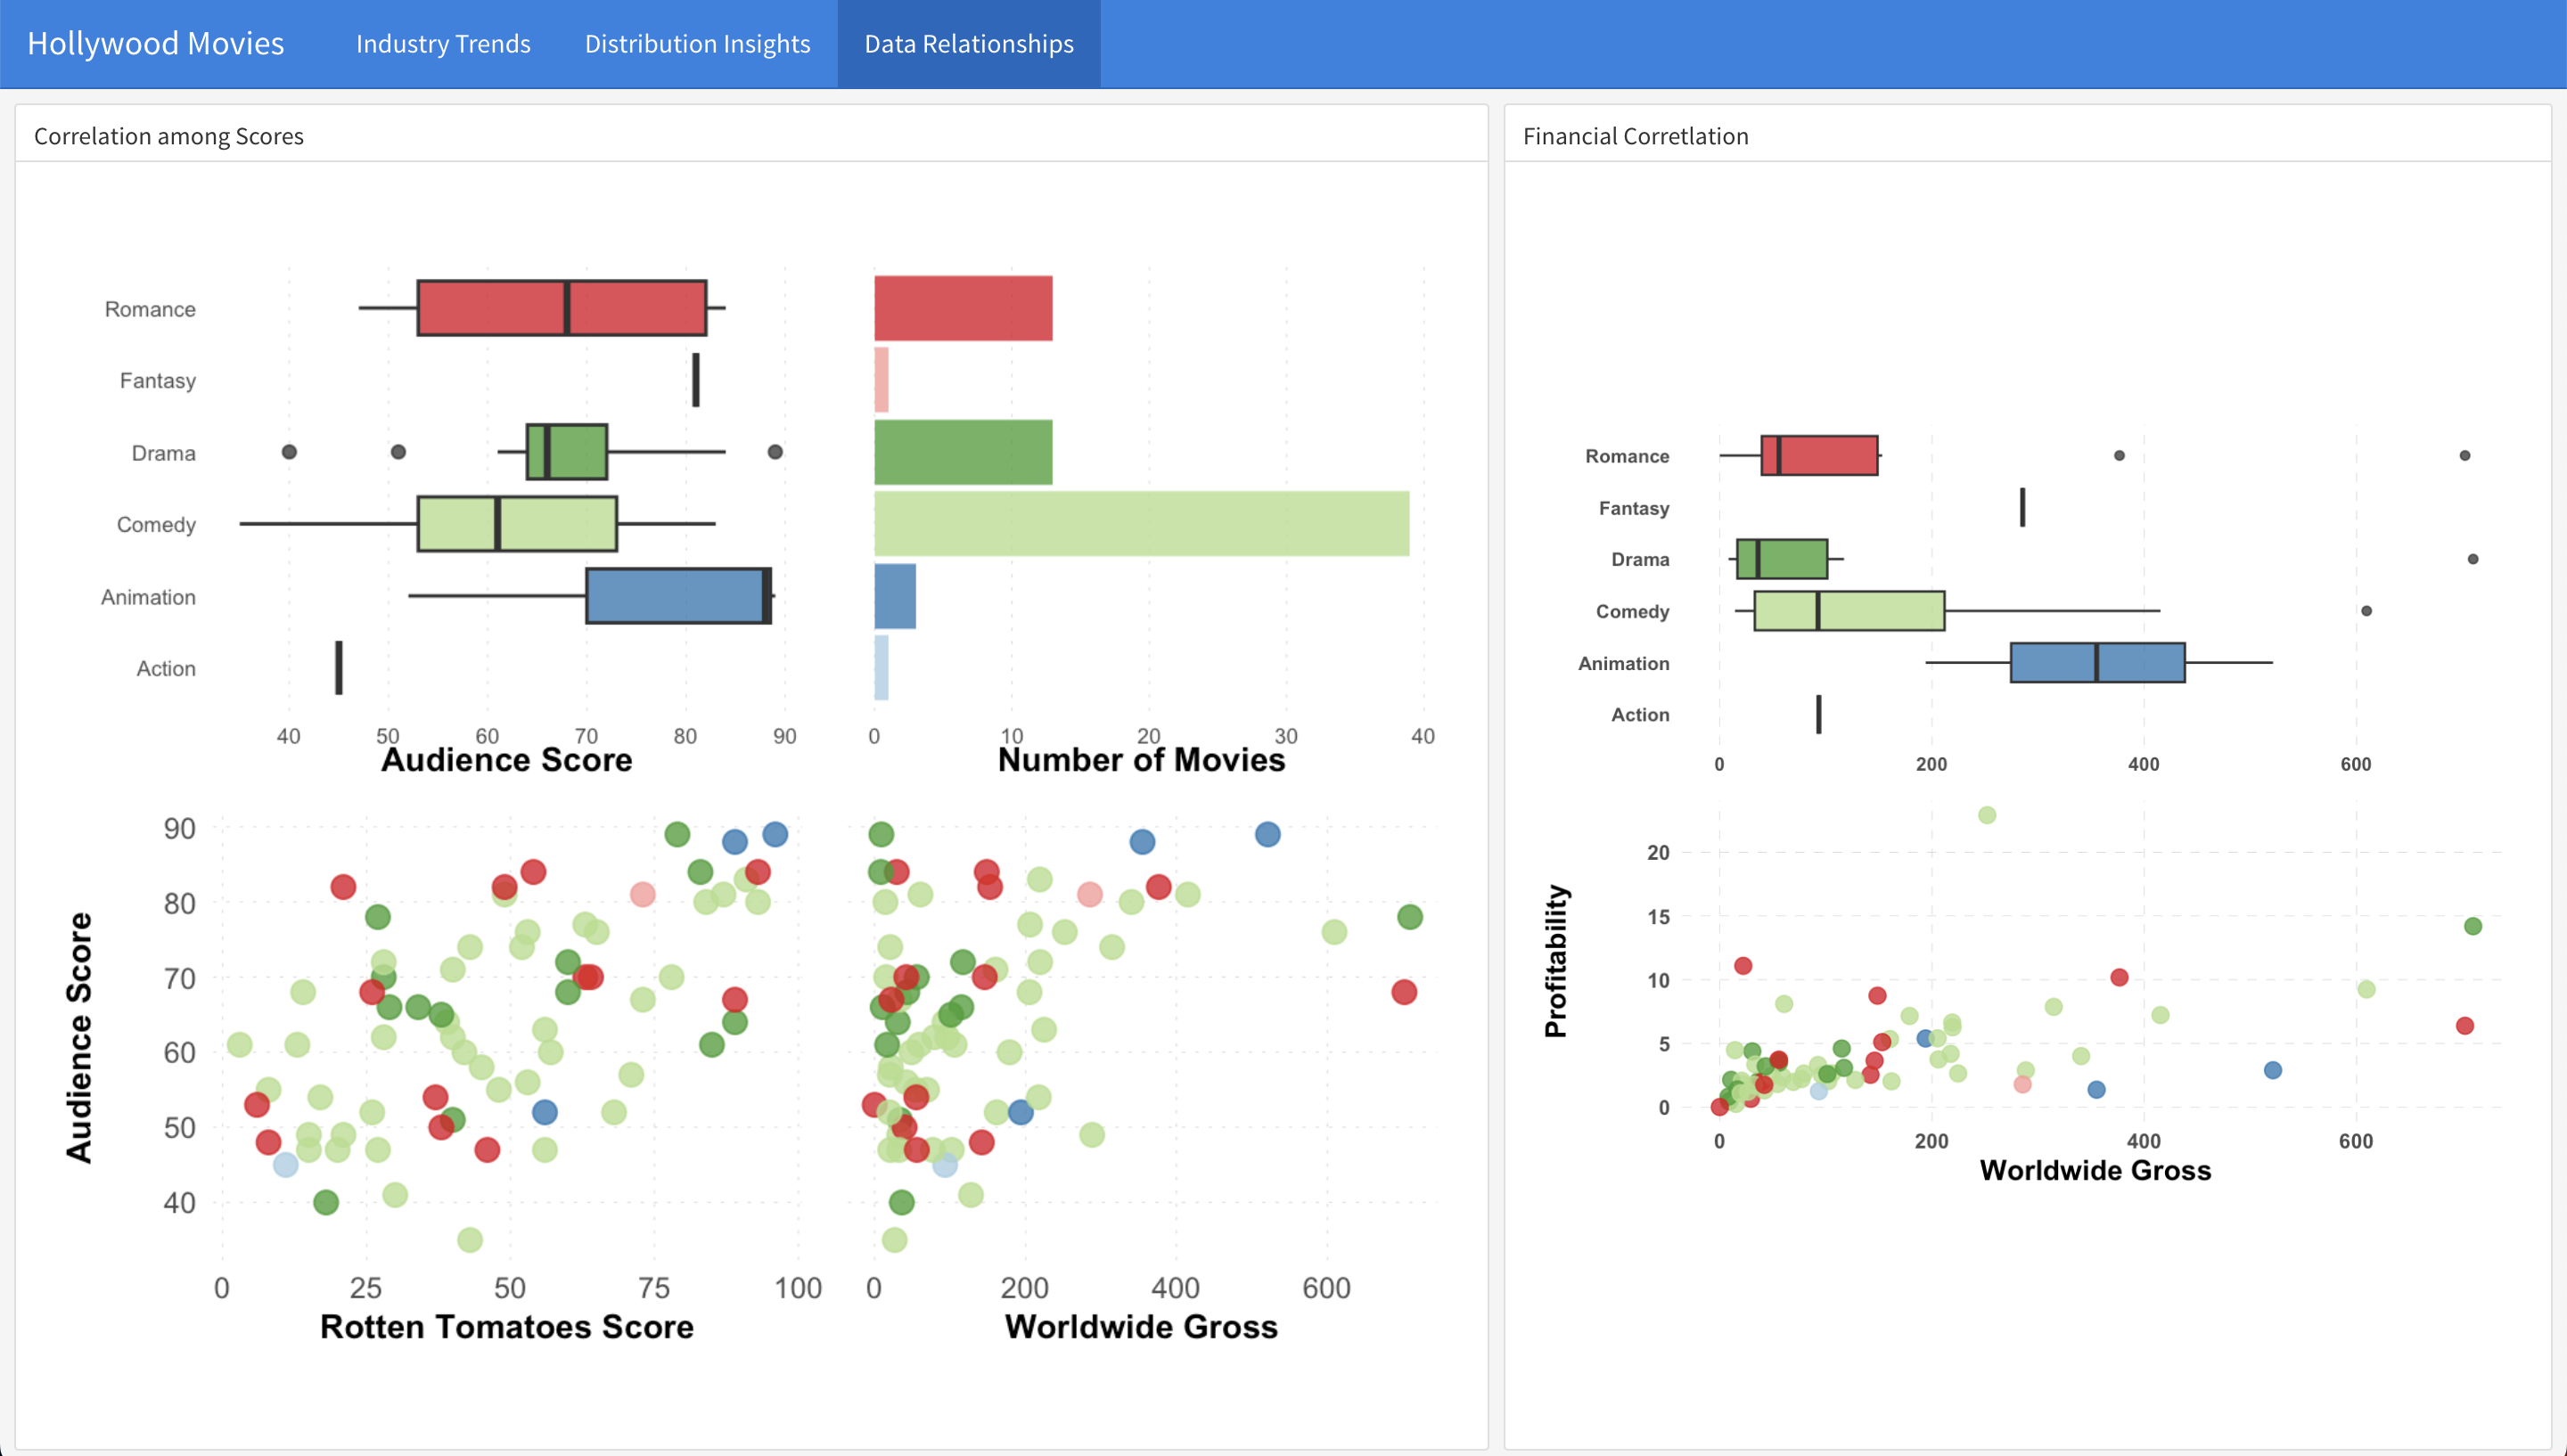 Hollywood Movies Industry Trends Distribution Insights Data Relationships
Correlation among Scores
Romance
Fantasy
Drama
Comedy
Animation
Action
40 50 60 70 80 90
Audience Score
0 10 20 30 40
Number of Movies
Audience Score
90
80
70
60
50
40
0 25 50 75 100
Rotten Tomatoes Score
0 200 400 600
Worldwide Gross
Financial Corretlation
Romance
Fantasy
Drama
Comedy
Animation
Action
0 200 400 600
Profitability
20
15
10
5
0
0 200 400 600
Worldwide Gross